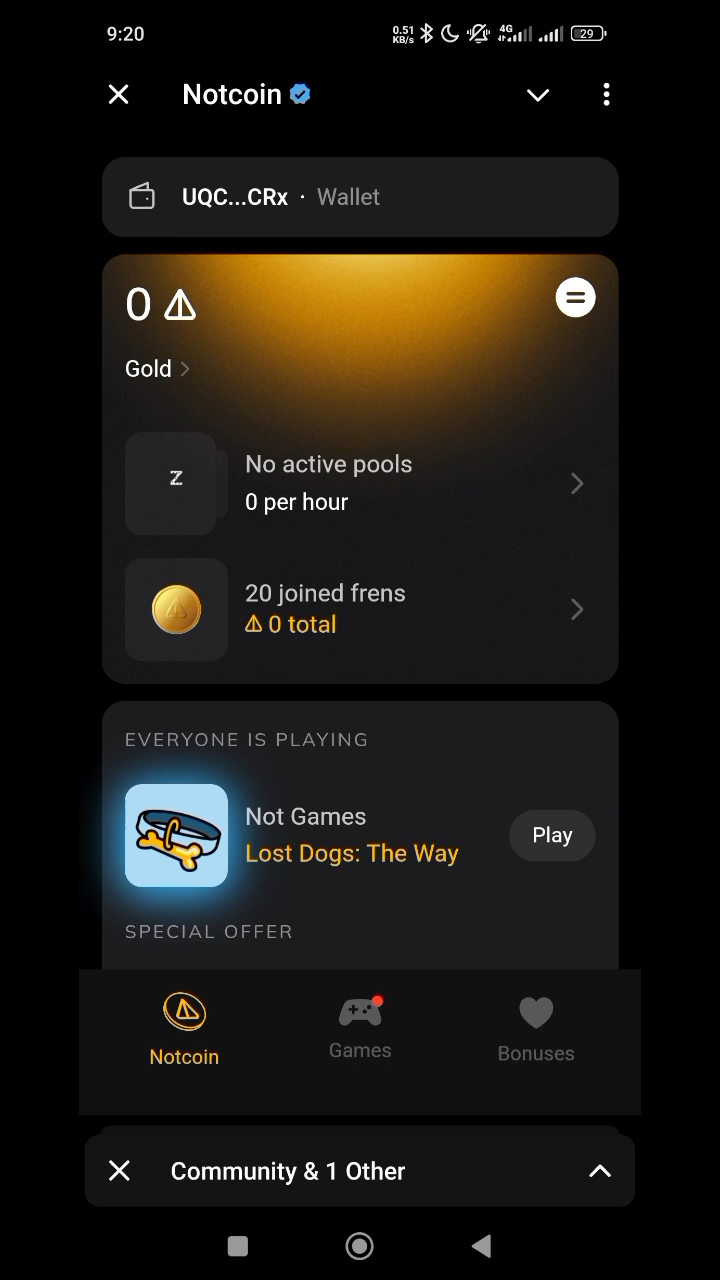 9:20
0.51
KB/s
4G
29
Notcoin
UQC...CRx · Wallet
0
Gold
No active pools
0 per hour
20 joined frens
0 total
EVERYONE IS PLAYING
Not Games
Lost Dogs: The Way
Play
SPECIAL OFFER
Notcoin
Games
Bonuses
Community & 1 Other